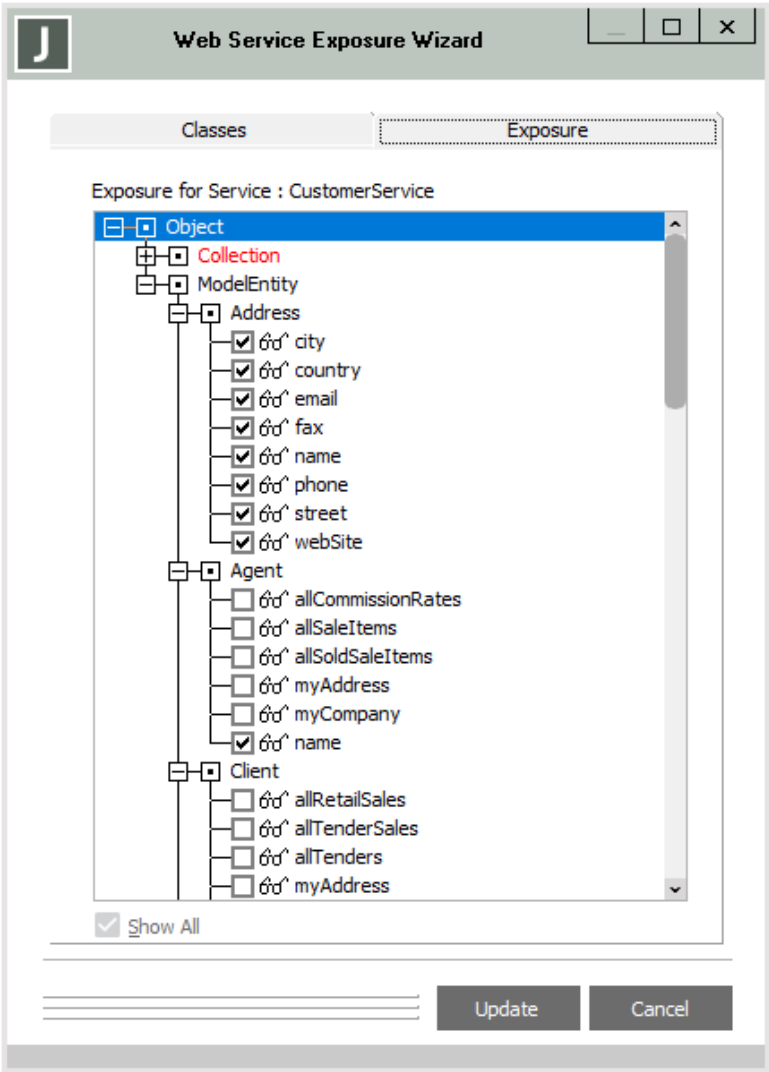 J
Web Service Exposure Wizard
Classes
Exposure
Exposure for Service : CustomerService
Object
Collection
ModelEntity
Address
city
country
email
fax
name
phone
street
webSite
Agent
allCommissionRates
allSaleItems
allSoldSaleItems
myAddress
myCompany
name
Client
allRetailSales
allTenderSales
allTenders
myAddress
Show All
Update
Cancel